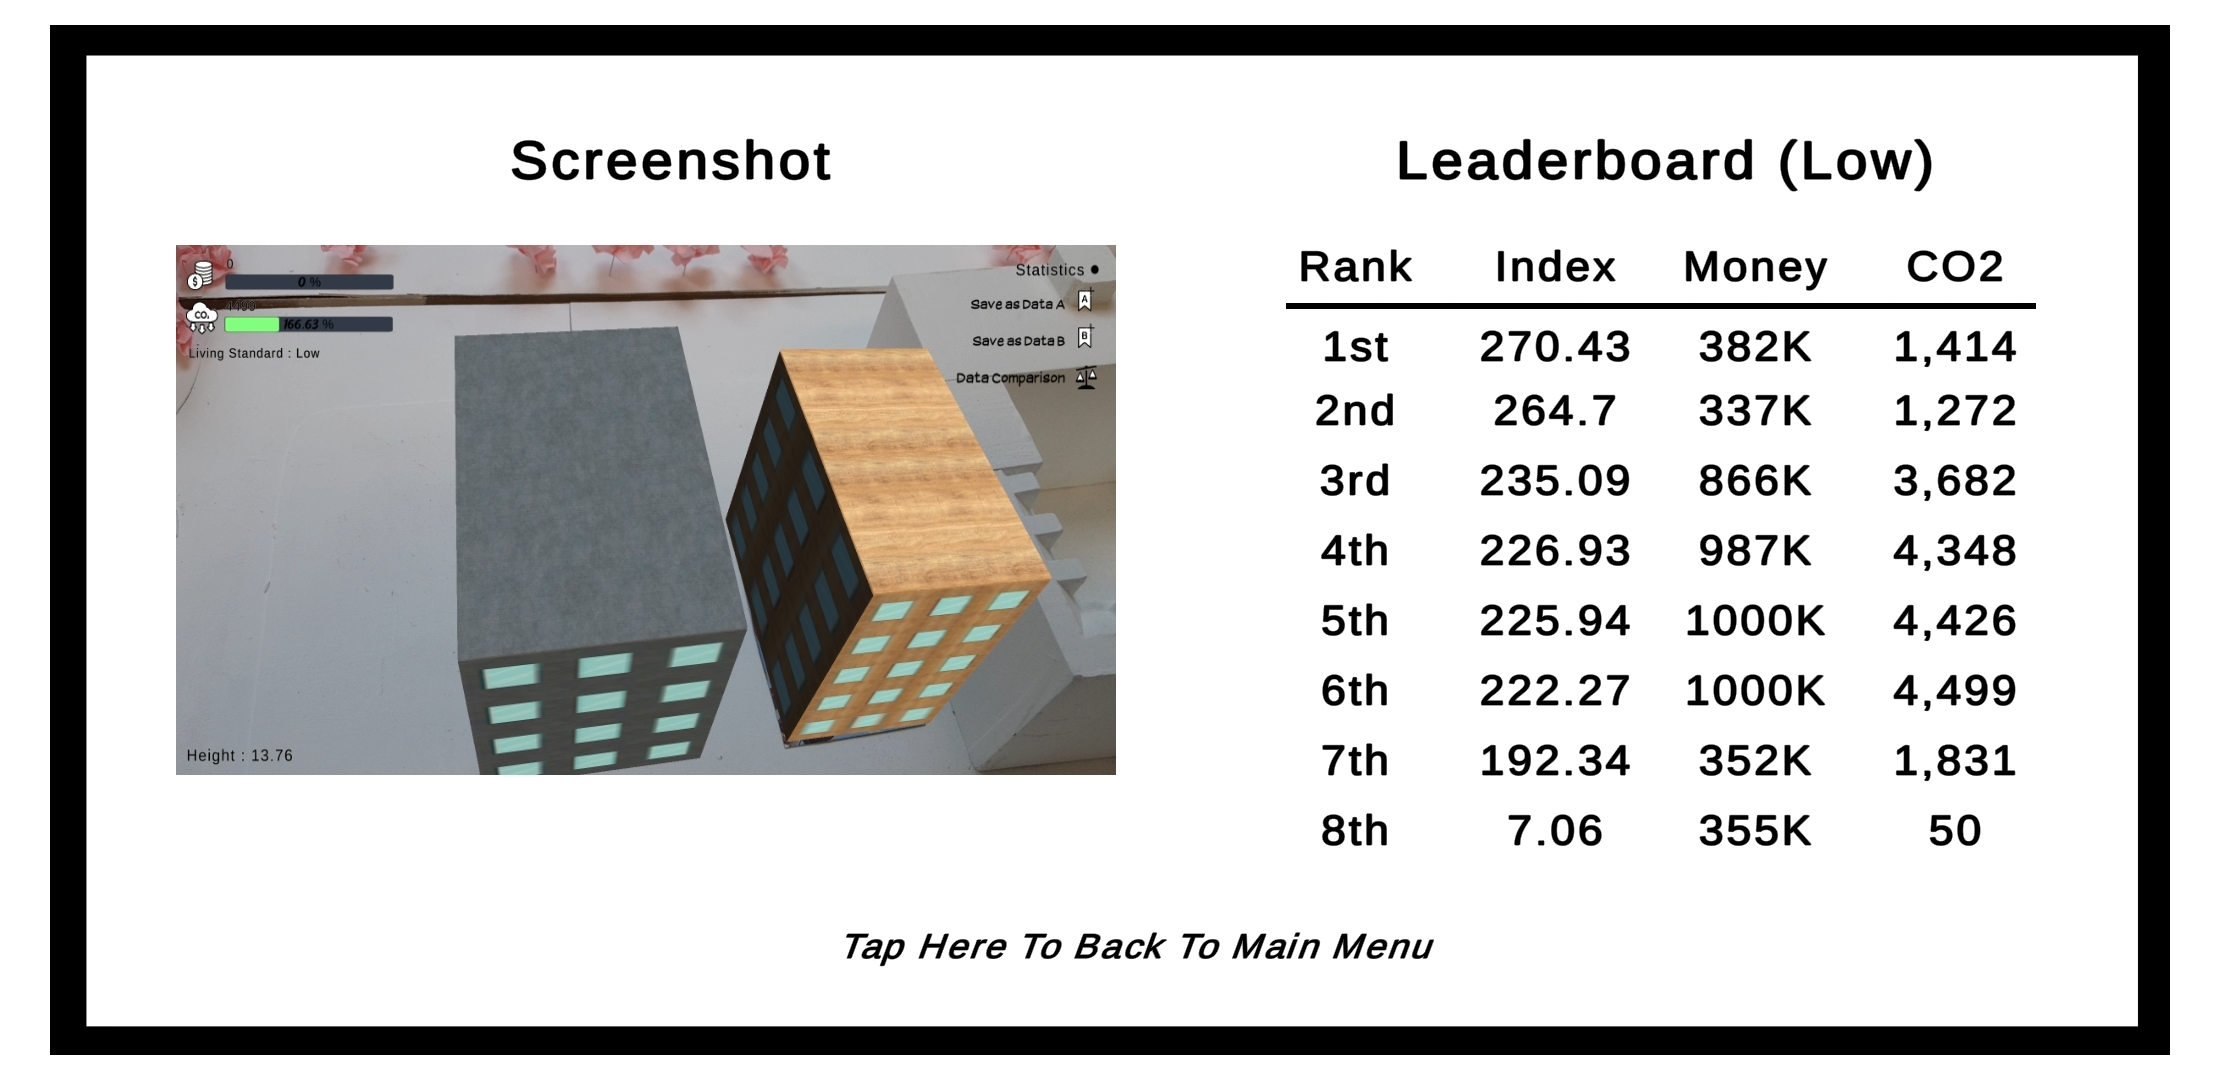 Screenshot
0
0 %
166.63 %
Living Standard : Low
Statistics
Save as Data A
A
Save as Data B
B
Data Comparison
Height : 13.76
Leaderboard (Low)
Rank Index Money CO2
1st 270.43 382K 1,414
2nd 264.7 337K 1,272
3rd 235.09 866K 3,682
4th 226.93 987K 4,348
5th 225.94 1000K 4,426
6th 222.27 1000K 4,499
7th 192.34 352K 1,831
8th 7.06 355K 50
Tap Here To Back To Main Menu